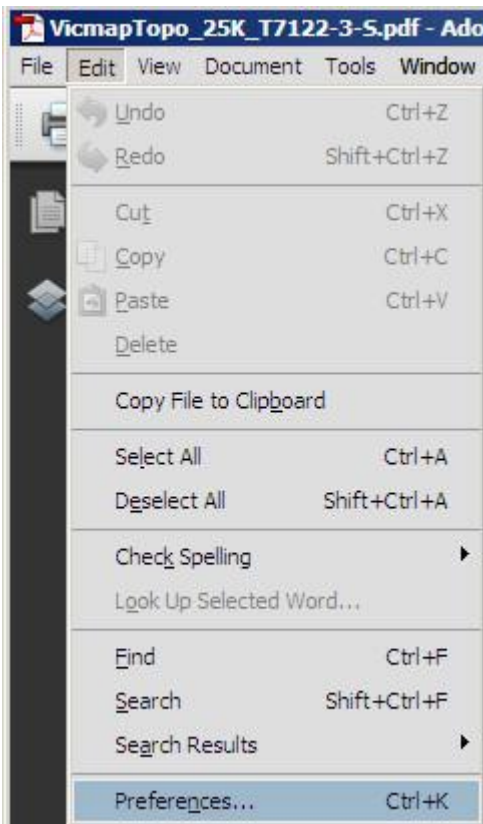 VicmapTopo_25K_T7122-3-S.pdf - Ado
File Edit View Document Tools Window
Undo Ctrl+Z
Redo Shift+Ctrl+Z
Cut Ctrl+X
Copy Ctrl+C
Paste Ctrl+V
Delete
Copy File to Clipboard
Select All Ctrl+A
Deselect All Shift+Ctrl+A
Check Spelling
Look Up Selected Word...
Find Ctrl+F
Search Shift+Ctrl+F
Search Results
Preferences... Ctrl+K